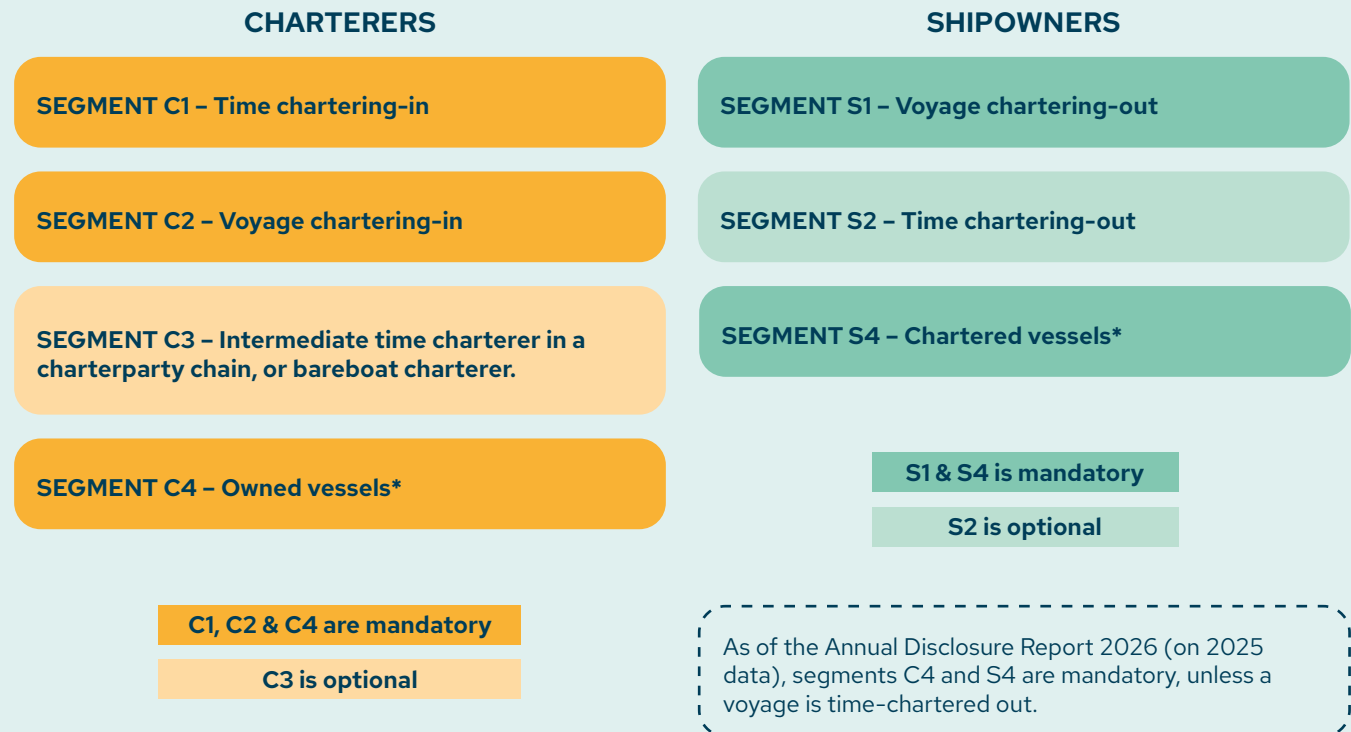 CHARTERERS
SEGMENT C1 – Time chartering-in
SEGMENT C2 – Voyage chartering-in
SEGMENT C3 – Intermediate time charterer in a
charterparty chain, or bareboat charterer.
SEGMENT C4 – Owned vessels*
C1, C2 & C4 are mandatory
C3 is optional
SHIPOWNERS
SEGMENT S1 – Voyage chartering-out
SEGMENT S2 – Time chartering-out
SEGMENT S4 – Chartered vessels*
S1 & S4 is mandatory
S2 is optional
As of the Annual Disclosure Report 2026 (on 2025
data), segments C4 and S4 are mandatory, unless a
voyage is time-chartered out.